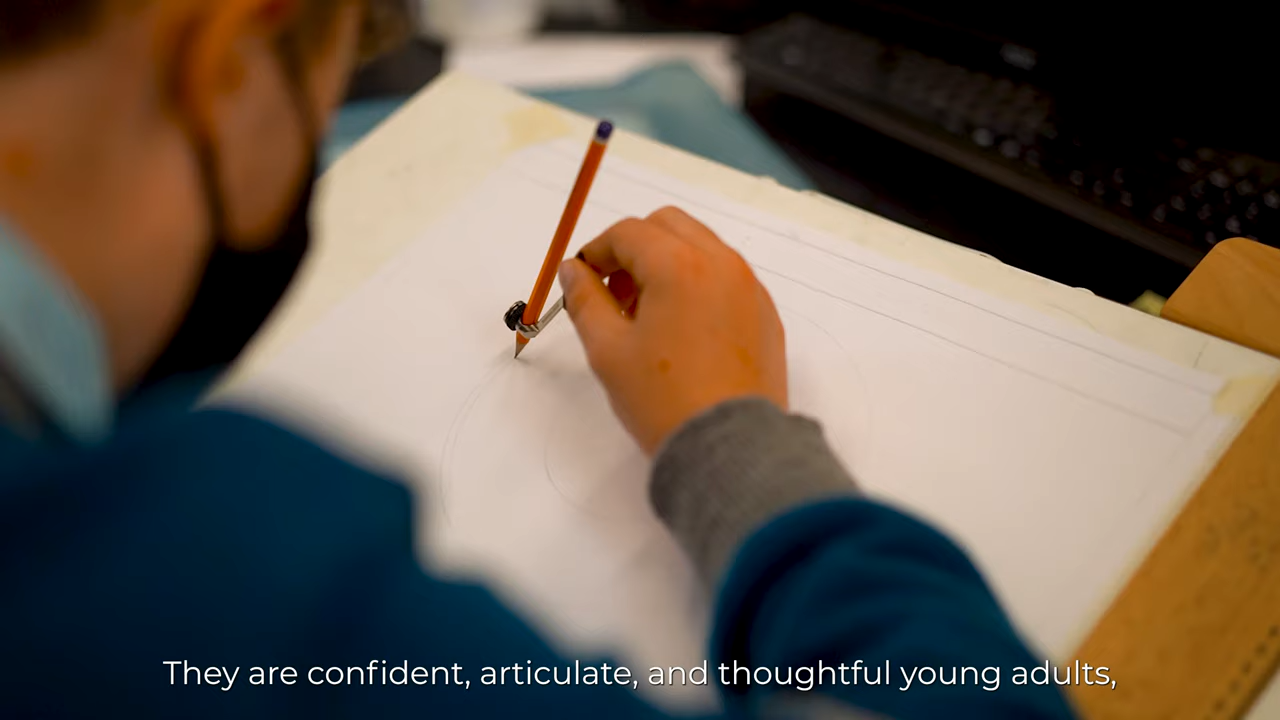 They are confident, articulate, and thoughtful young adults,